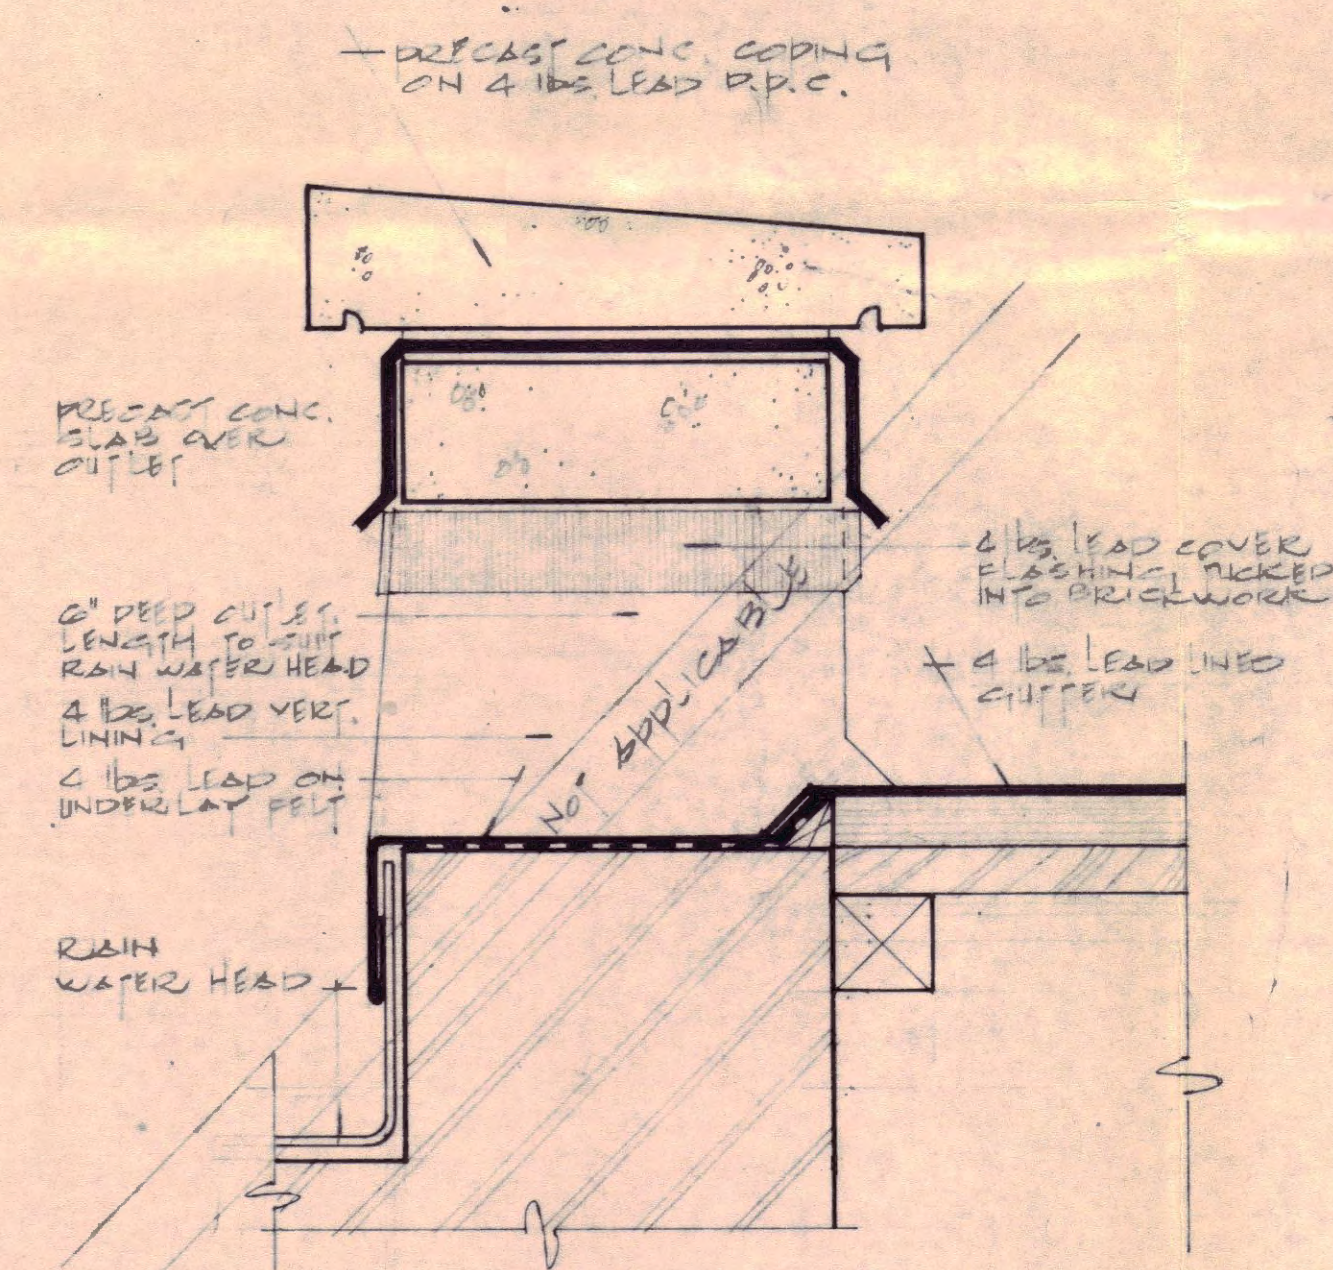 PRECAST CONC. COPING
ON 4 lbs. LEAD D.P.C.
PRECAST CONC.
SLAB OVER
OUTLET
6" DEEP OUTLET.
LENGTH TO SUIT
RAIN WATER HEAD
4 lbs. LEAD VERT.
LINING
4 lbs. LEAD ON
UNDERLAY FELT
RAIN
WATER HEAD
4 lbs. LEAD COVER
FLASHING TUCKED
INTO BRICKWORK
4 lbs. LEAD LINED
GUTTER
NOT APPLICABLE